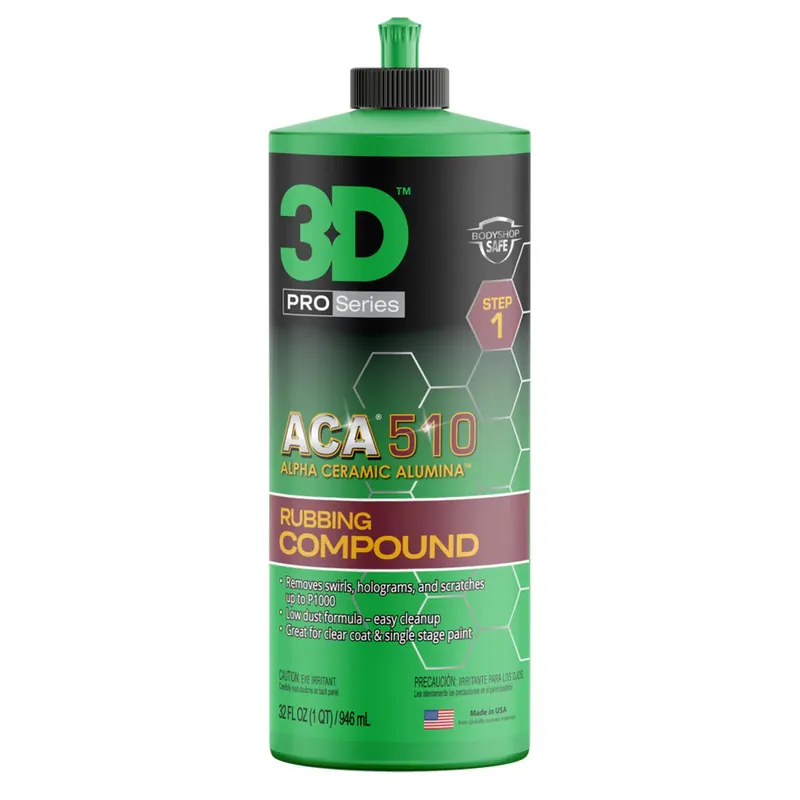 3D™
PRO Series
BODYSHOP
SAFE
STEP
1
ACA® 510
ALPHA CERAMIC ALUMINA™
RUBBING
COMPOUND
• Removes swirls, holograms, and scratches
up to P1000
• Low dust formula – easy cleanup
• Great for clear coat & single stage paint
CAUTION: EYE IRRITANT.
PRECAUCIÓN: IRRITANTE PARA LOS OJOS.
32 FL OZ (1 QT) / 946 mL
Made in USA